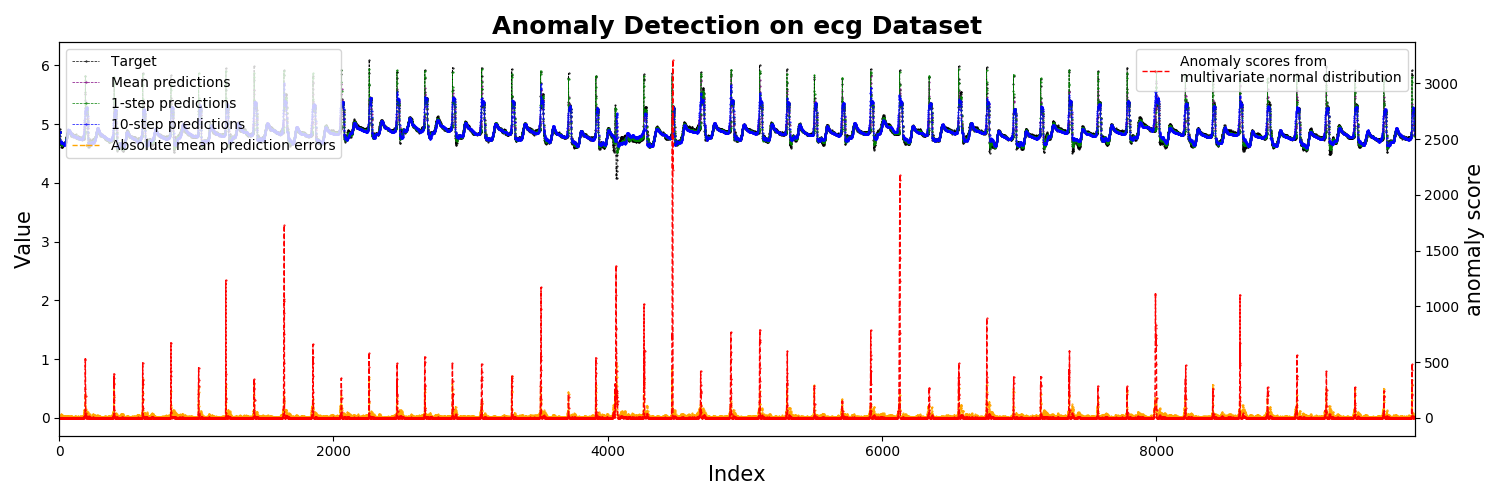 Anomaly Detection on ecg Dataset
Target
Mean predictions
1-step predictions
10-step predictions
Absolute mean prediction errors
Anomaly scores from
multivariate normal distribution
Value
6
5
4
3
2
1
0
anomaly score
3000
2500
2000
1500
1000
500
0
0
2000
4000
6000
8000
Index